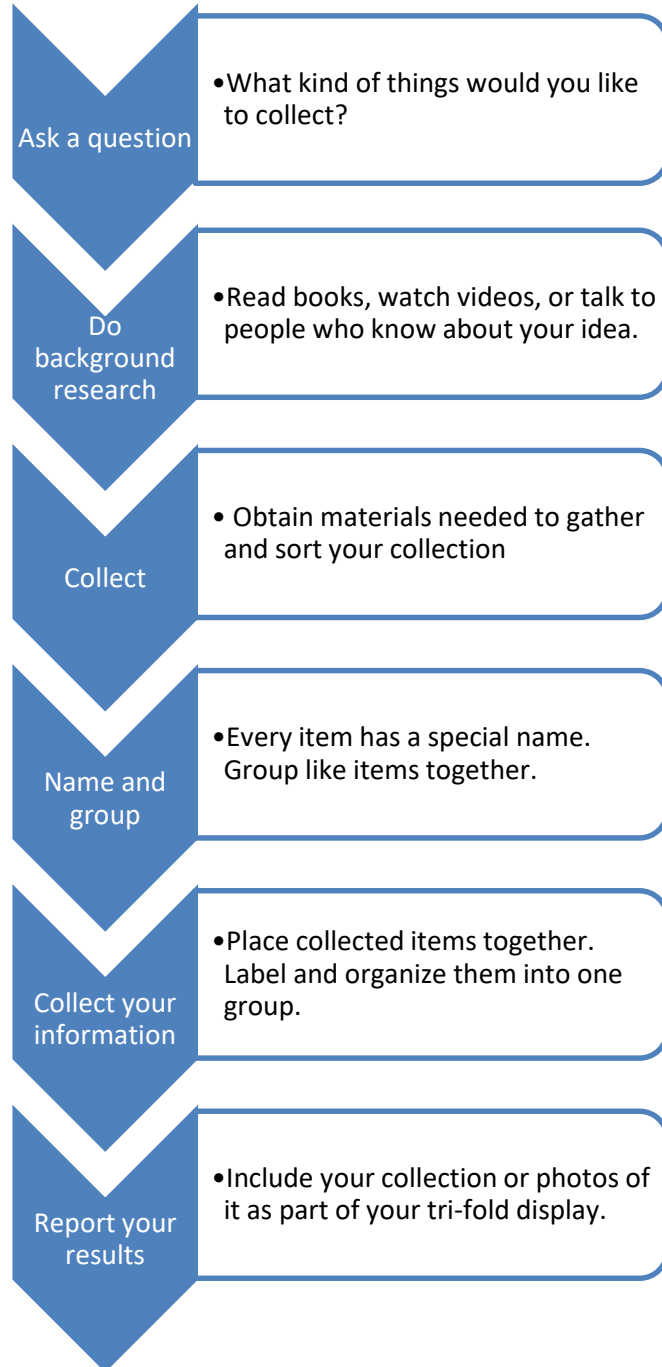 Ask a question
•What kind of things would you like
to collect?
Do
background
research
•Read books, watch videos, or talk to
people who know about your idea.
Collect
• Obtain materials needed to gather
and sort your collection
Name and
group
•Every item has a special name.
Group like items together.
Collect your
information
•Place collected items together.
Label and organize them into one
group.
Report your
results
•Include your collection or photos of
it as part of your tri-fold display.